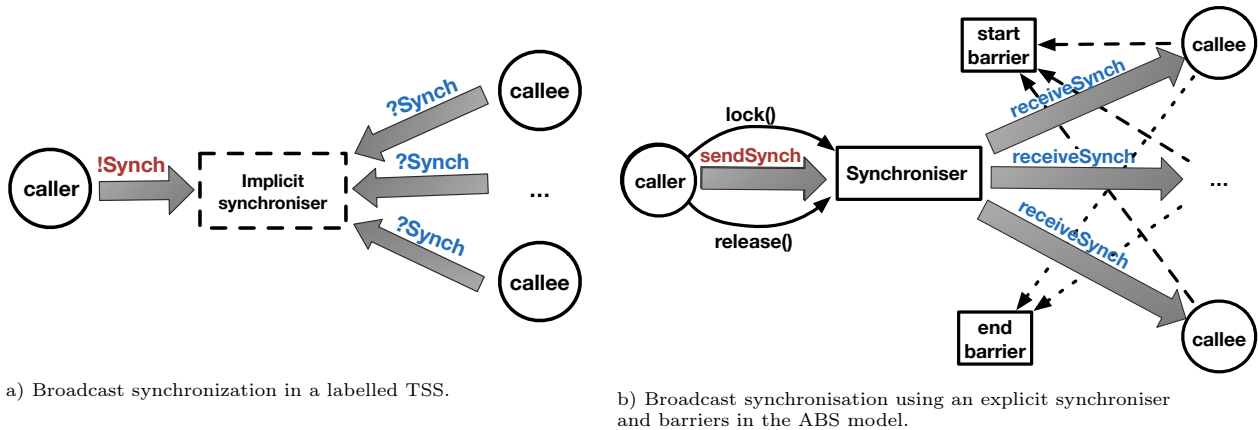 caller
!Synch
Implicit
synchroniser
?Synch
?Synch
?Synch
callee
...
callee
a) Broadcast synchronization in a labelled TSS.
caller
lock()
sendSynch
release()
Synchroniser
start
barrier
receiveSynch
receiveSynch
receiveSynch
callee
...
callee
end
barrier
b) Broadcast synchronisation using an explicit synchroniser
and barriers in the ABS model.